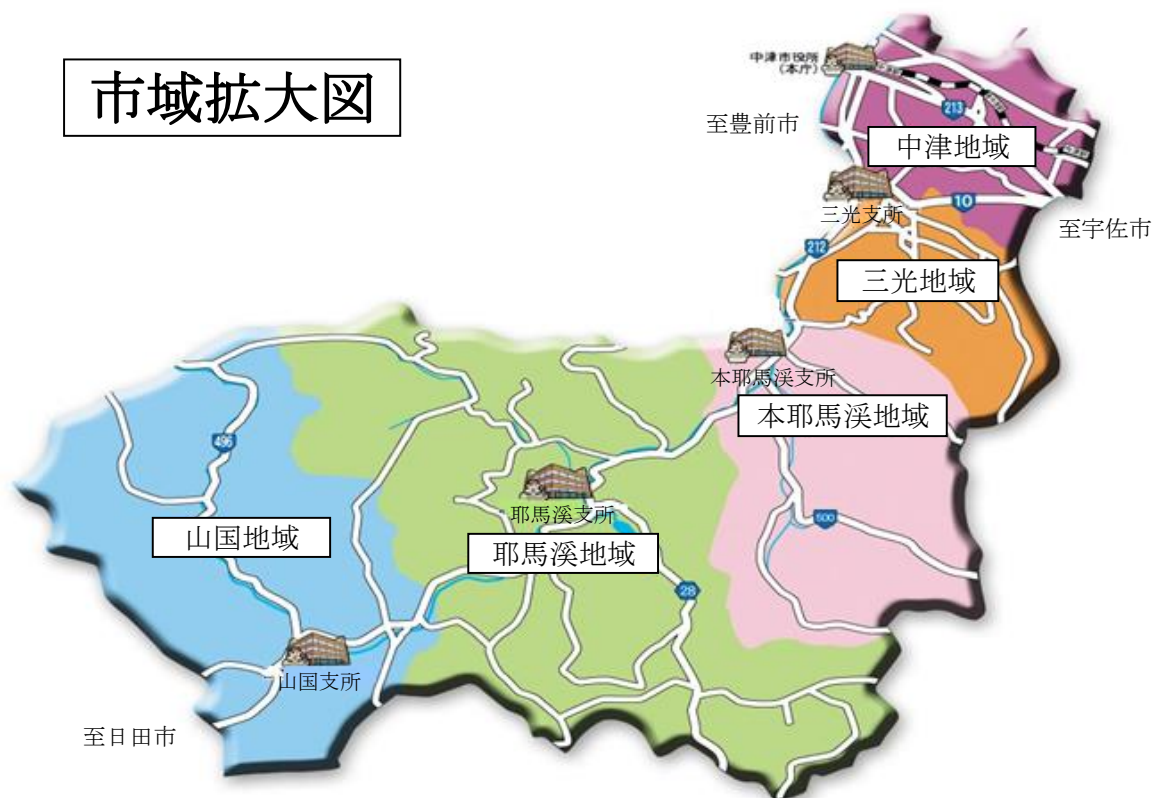 市域拡大図
中津市役所
(本庁)
213
至豊前市
中津地域
三光支所
10
至宇佐市
212
三光地域
本耶馬溪支所
本耶馬溪地域
496
500
耶馬溪支所
山国地域
耶馬溪地域
28
山国支所
至日田市